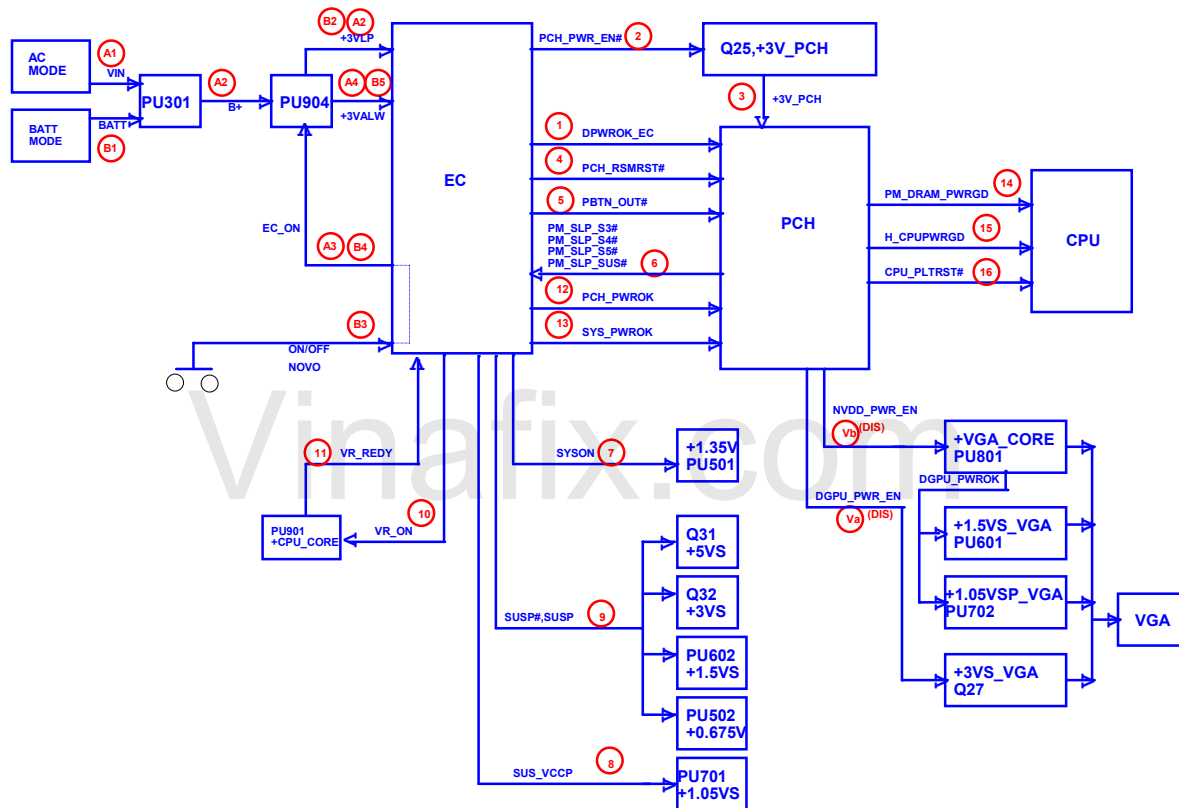 B2
A2
+3VLP
AC
MODE
A1
VIN
PU301
A2
B+
PU904
A4
B5
+3VALW
BATT
MODE
BATT
B1
EC_ON
A3
B4
B3
ON/OFF
NOVO
EC
PCH_PWR_EN#
2
Q25,+3V_PCH
3
+3V_PCH
1
DPWROK_EC
4
PCH_RSMRST#
5
PBTN_OUT#
PM_SLP_S3#
PM_SLP_S4#
PM_SLP_S5#
PM_SLP_SUS#
6
12
PCH_PWROK
13
SYS_PWROK
PCH
PM_DRAM_PWRGD
14
H_CPUPWRGD
15
CPU_PLTRST#
16
CPU
Vinafix.com
11
VR_REDY
PU901
+CPU_CORE
VR_ON
10
SYSON
7
+1.35V
PU501
SUSP#,SUSP
9
Q31
+5VS
Q32
+3VS
PU602
+1.5VS
PU502
+0.675V
SUS_VCCP
8
PU701
+1.05VS
NVDD_PWR_EN
Vb
(DIS)
DGPU_PWR_EN
Va
(DIS)
+VGA_CORE
PU801
DGPU_PWROK
+1.5VS_VGA
PU601
+1.05VSP_VGA
PU702
+3VS_VGA
Q27
VGA